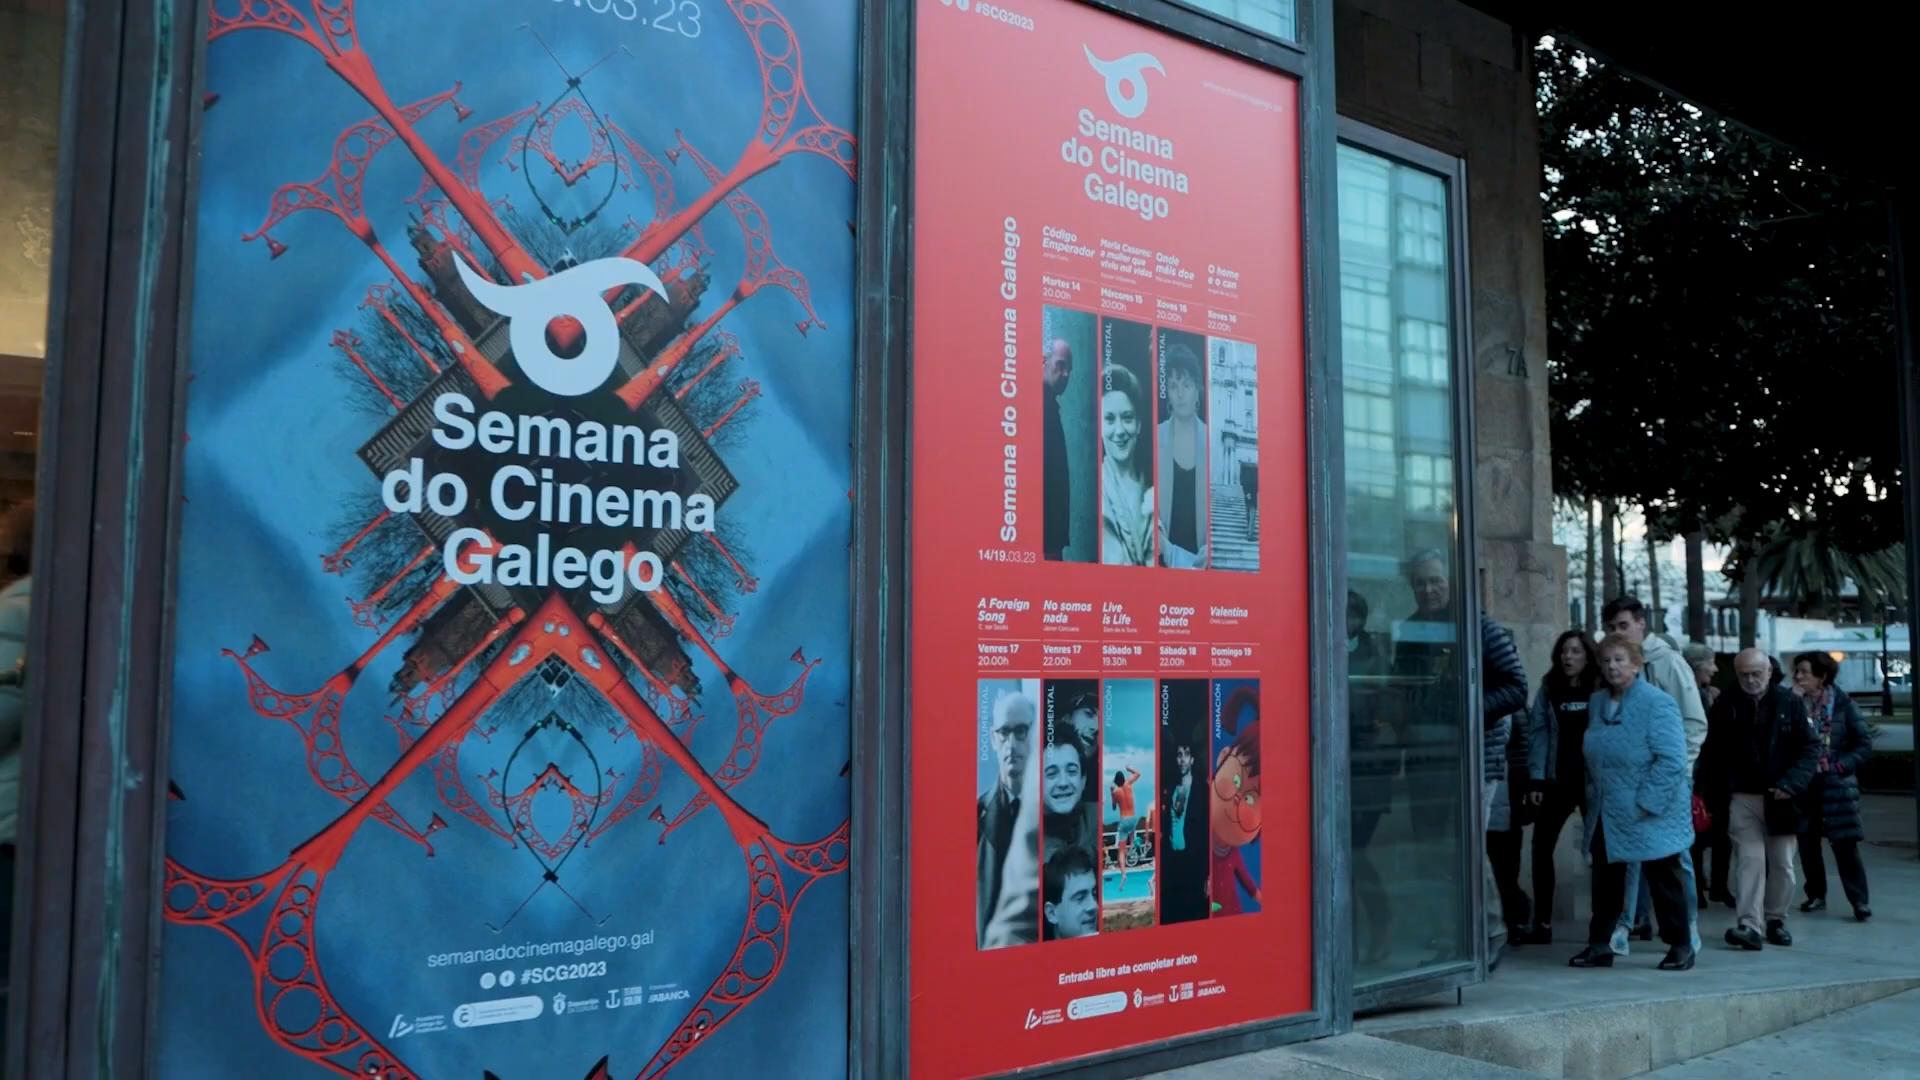 .03.23
Semana
do Cinema
Galego
semanadocinemagalego.gal
#SCG2023
TEATRO
COLÓN
ABANCA
#SCG2023
Semana
do Cinema
Galego
Semana do Cinema Galego
14/19.03.23
Código
Emperador
Martes 14
20.00h
FICCIÓN
María Casares:
a muller que
viviu mil vidas
Mércores 15
20.00h
DOCUMENTAL
Onde
máis doe
Xoves 16
20.00h
DOCUMENTAL
O home
e o can
Xoves 16
22.00h
A Foreign
Song
Venres 17
20.00h
DOCUMENTAL
No somos
nada
Venres 17
22.00h
DOCUMENTAL
Live
is Life
Sábado 18
19.30h
FICCIÓN
O corpo
aberto
Sábado 18
22.00h
FICCIÓN
Valentina
Domingo 19
11.30h
ANIMACIÓN
Entrada libre ata completar aforo
TEATRO
COLÓN
ABANCA
7A